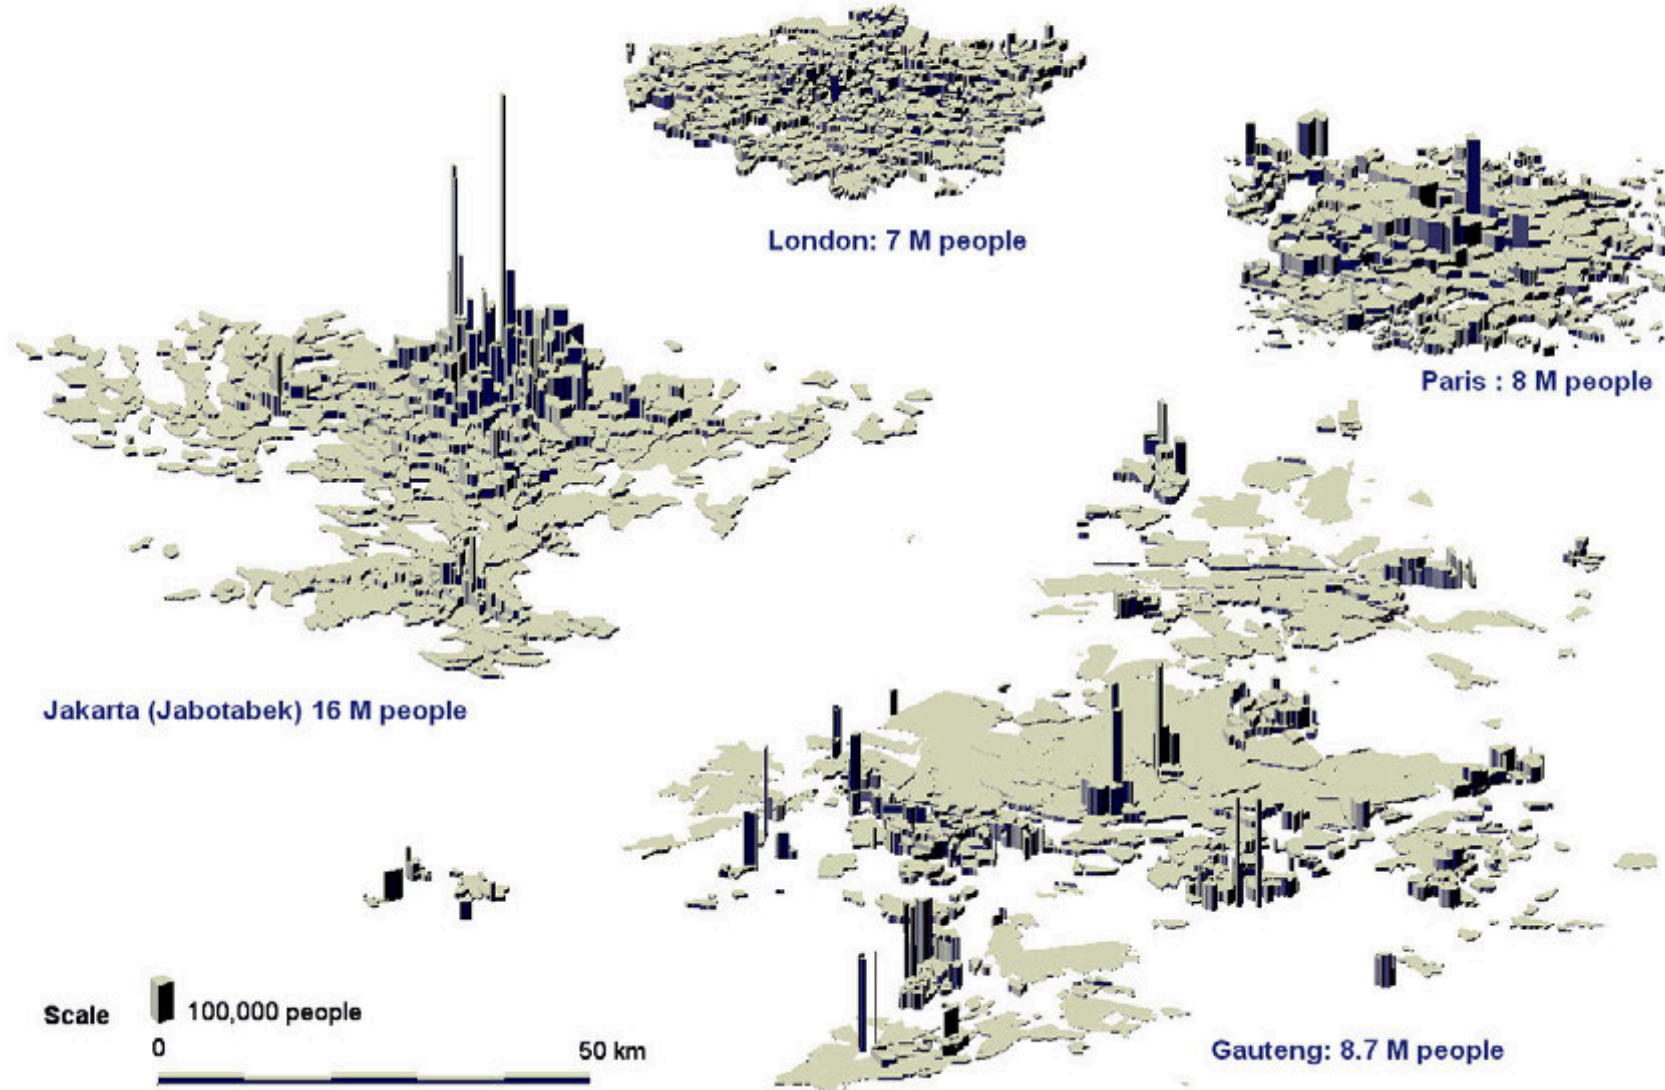 London: 7 M people
Paris : 8 M people
Jakarta (Jabotabek) 16 M people
Scale
100,000 people
0
50 km
Gauteng: 8.7 M people